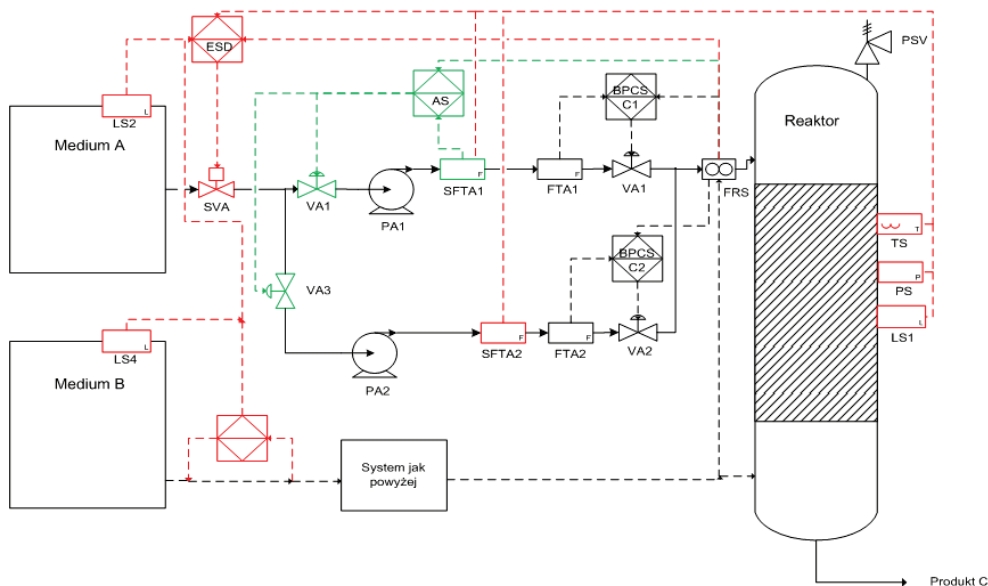 PSV
ESD
LS2
L
Medium A
SVA
AS
VA1
PA1
SFTA1
F
BPCS
C1
FTA1
F
VA1
FRS
Reaktor
TS
T
PS
P
LS1
L
VA3
BPCS
C2
PA2
SFTA2
F
FTA2
F
VA2
LS4
L
Medium B
System jak
powyżej
Produkt C